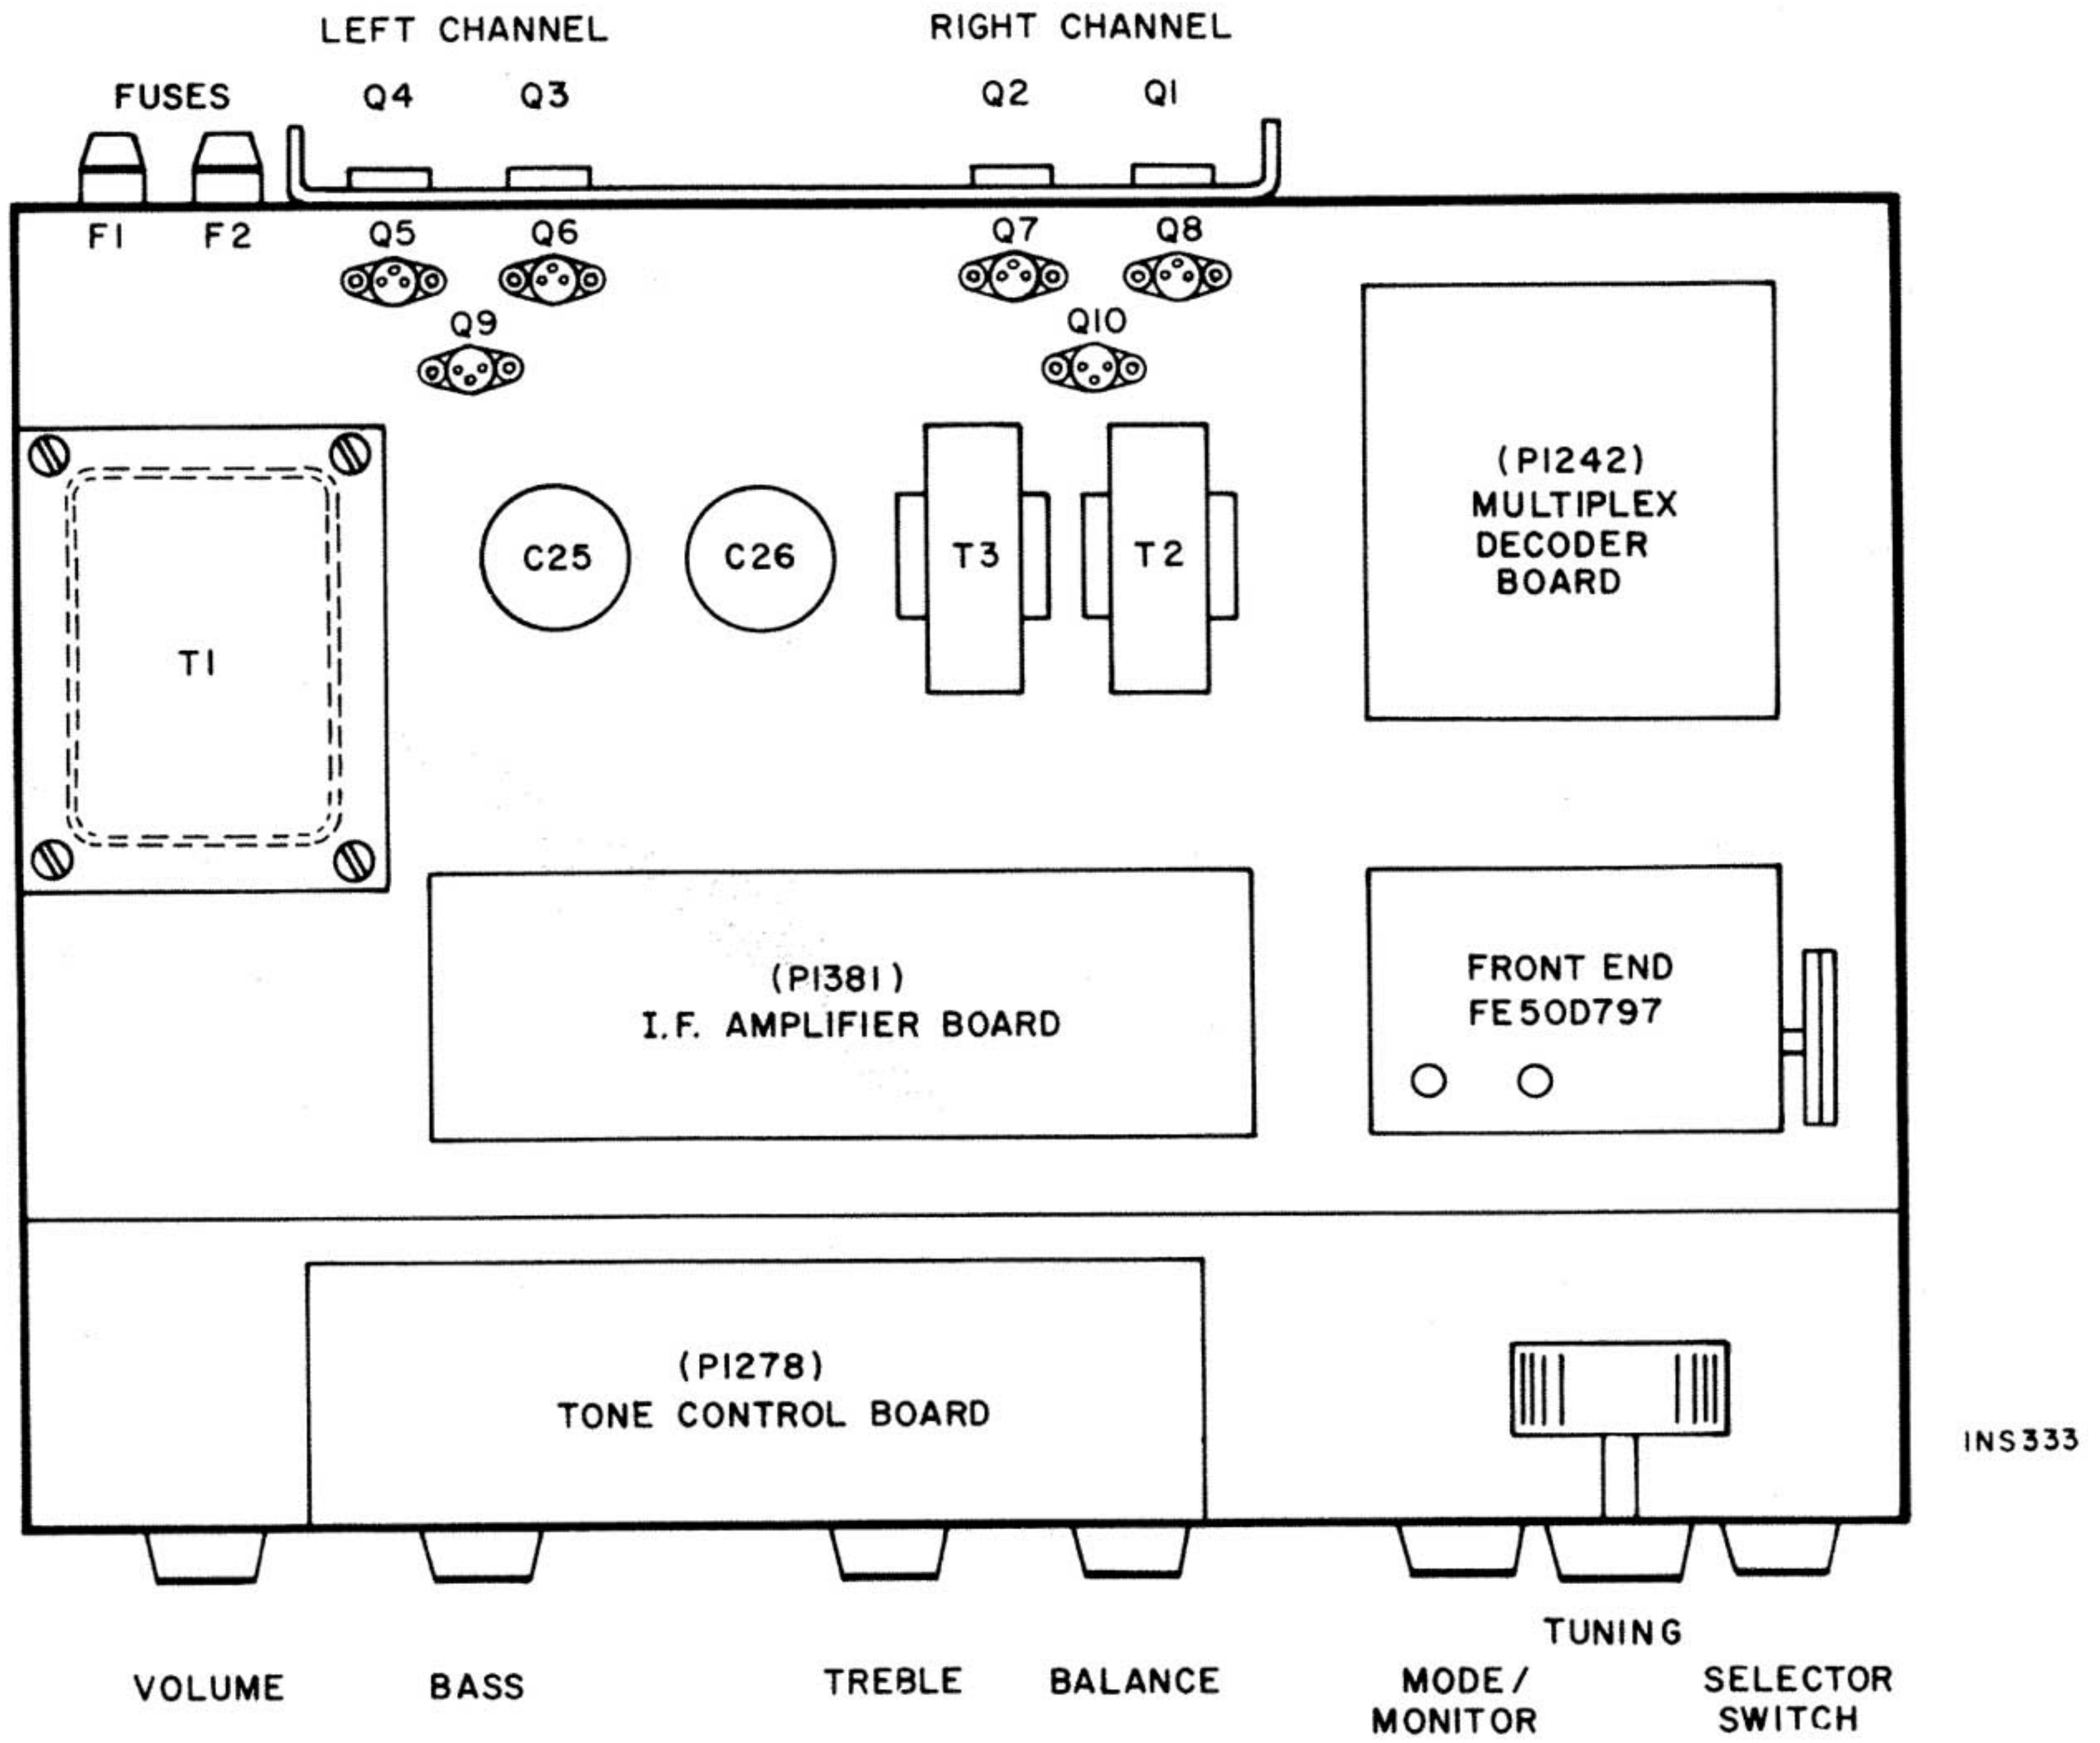 LEFT CHANNEL
RIGHT CHANNEL
FUSES
Q4
Q3
Q2
Q1
F1
F2
Q5
Q6
Q7
Q8
Q9
Q10
(P1242)
MULTIPLEX
DECODER
BOARD
C25
C26
T3
T2
T1
(P1381)
I.F. AMPLIFIER BOARD
FRONT END
FE50D797
(P1278)
TONE CONTROL BOARD
INS333
TUNING
VOLUME
BASS
TREBLE
BALANCE
MODE/
MONITOR
SELECTOR
SWITCH